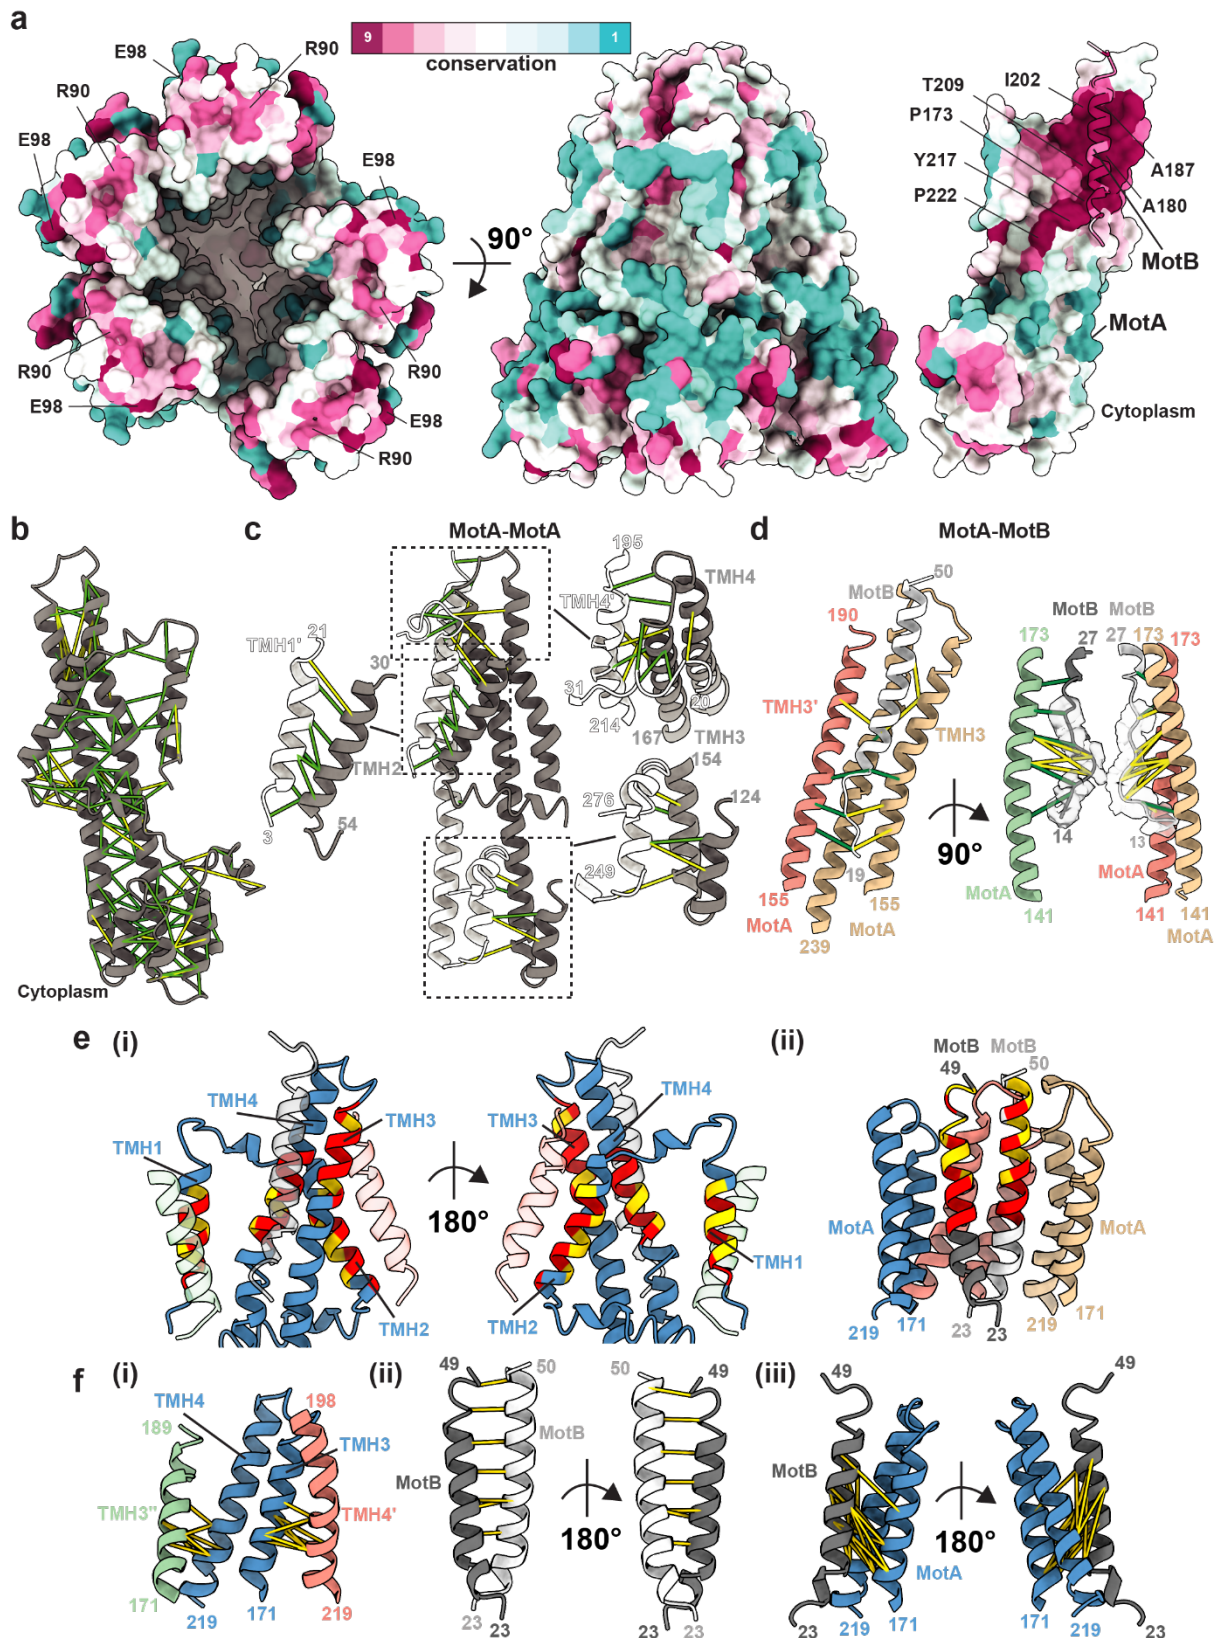 a
9
1
conservation
E98
R90
R90
E98
E98
R90
E98
R90
E98
R90
90°
I202
T209
P173
Y217
P222
A187
A180
MotB
MotA
Cytoplasm
b
Cytoplasm
c
MotA-MotA
TMH1'
21
30
TMH2
3
54
195
TMH4
TMH4'
31
20
214
167
TMH3
154
276
124
249
d
MotA-MotB
50
MotB
190
TMH3'
TMH3
19
155
155
MotA
MotA
239
90°
MotB
MotB
173
27
27
173
173
14
13
MotA
MotA
141
141
141
MotA
e
(i)
TMH4
TMH3
TMH1
TMH2
180°
TMH4
TMH3
TMH1
TMH2
(ii)
MotB
MotB
49
50
MotA
MotA
219
171
23
23
219
171
f
(i)
TMH4
189
198
TMH3
TMH3"
TMH4'
171
219
171
219
(ii)
49
50
MotB
MotB
23
23
180°
50
49
23
23
(iii)
49
MotB
MotA
23
219
171
180°
49
171
219
23